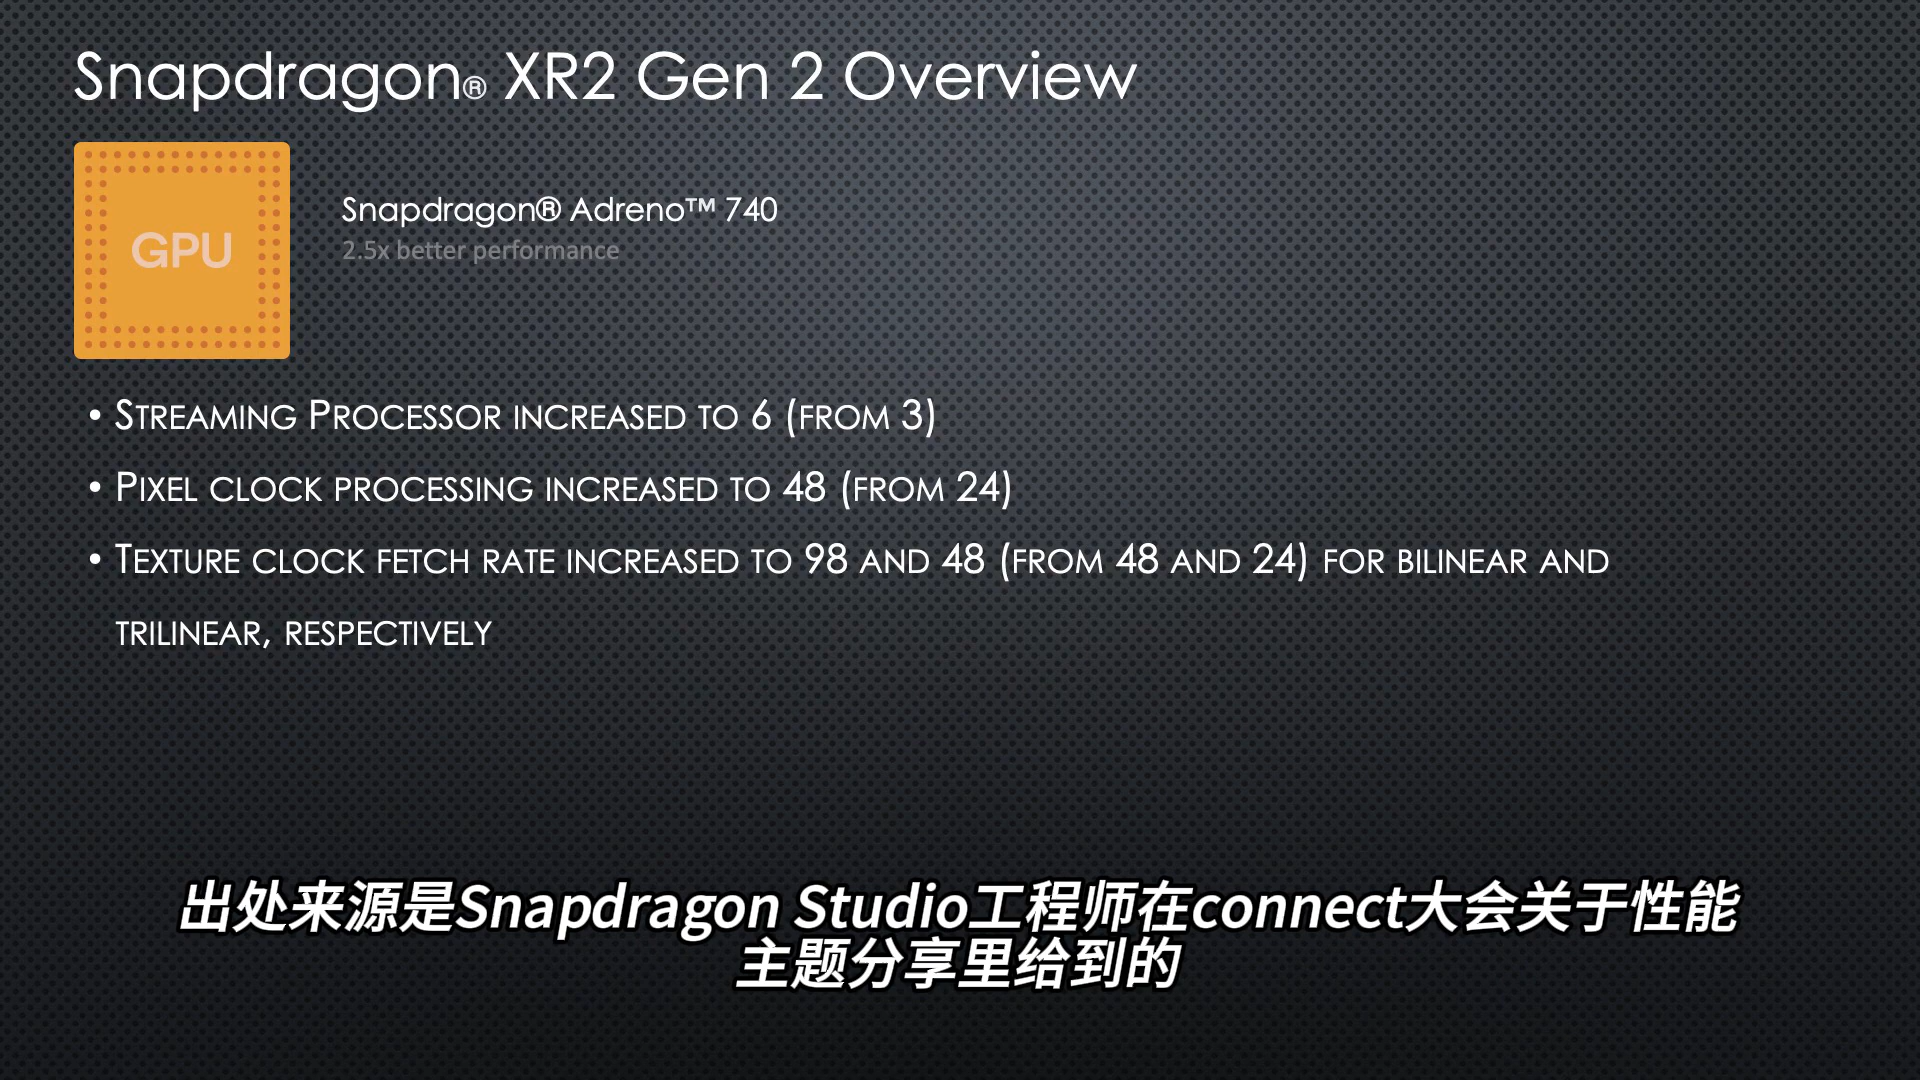 Snapdragon® XR2 Gen 2 Overview
GPU
Snapdragon® Adreno™ 740
2.5x better performance
• STREAMING PROCESSOR INCREASED TO 6 (FROM 3)
• PIXEL CLOCK PROCESSING INCREASED TO 48 (FROM 24)
• TEXTURE CLOCK FETCH RATE INCREASED TO 98 AND 48 (FROM 48 AND 24) FOR BILINEAR AND
TRILINEAR, RESPECTIVELY
出处来源是Snapdragon Studio工程师在connect大会关于性能
主题分享里给到的